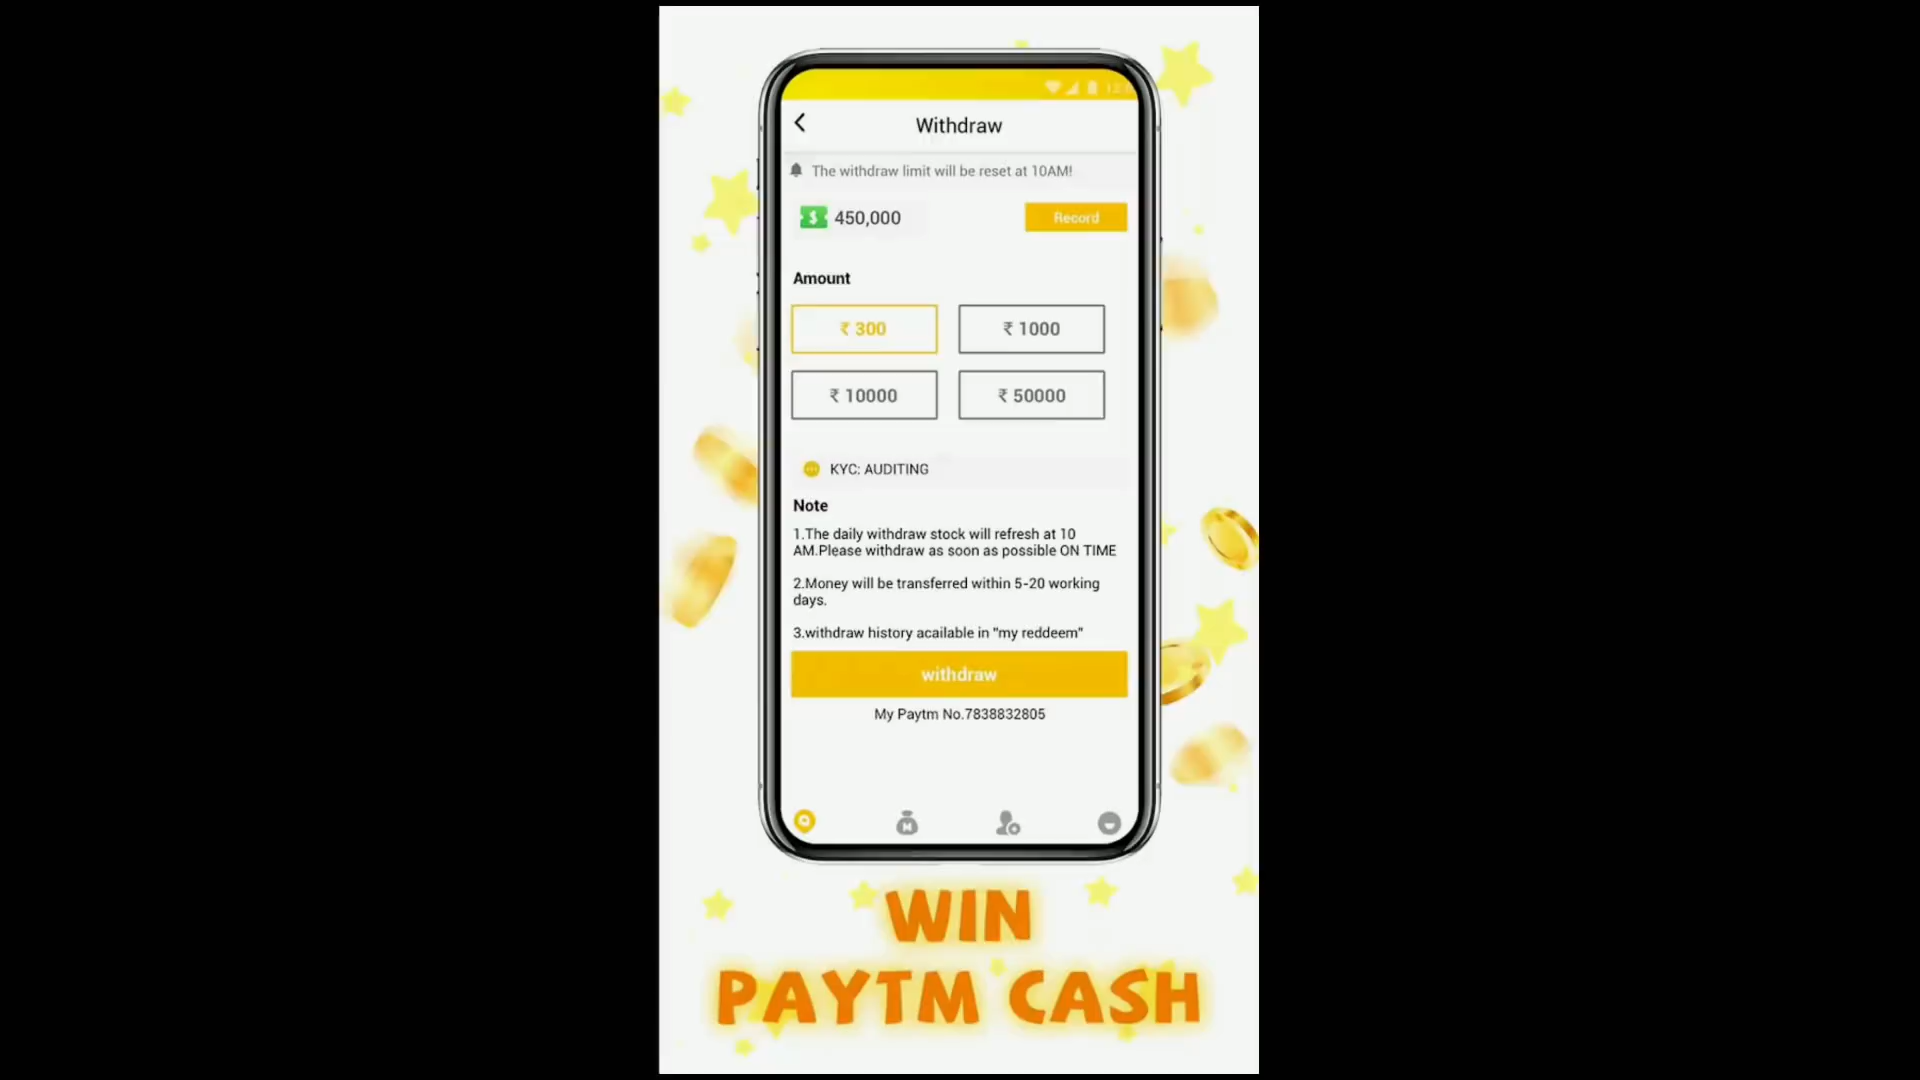 Withdraw
The withdraw limit will be reset at 10AM!
450,000
Record
Amount
₹ 300
₹ 1000
₹ 10000
₹ 50000
KYC: AUDITING
Note
1.The daily withdraw stock will refresh at 10
AM.Please withdraw as soon as possible ON TIME
2.Money will be transferred within 5-20 working
days.
3.withdraw history acailable in "my reddeem"
withdraw
My Paytm No.7838832805
WIN
PAYTM CASH